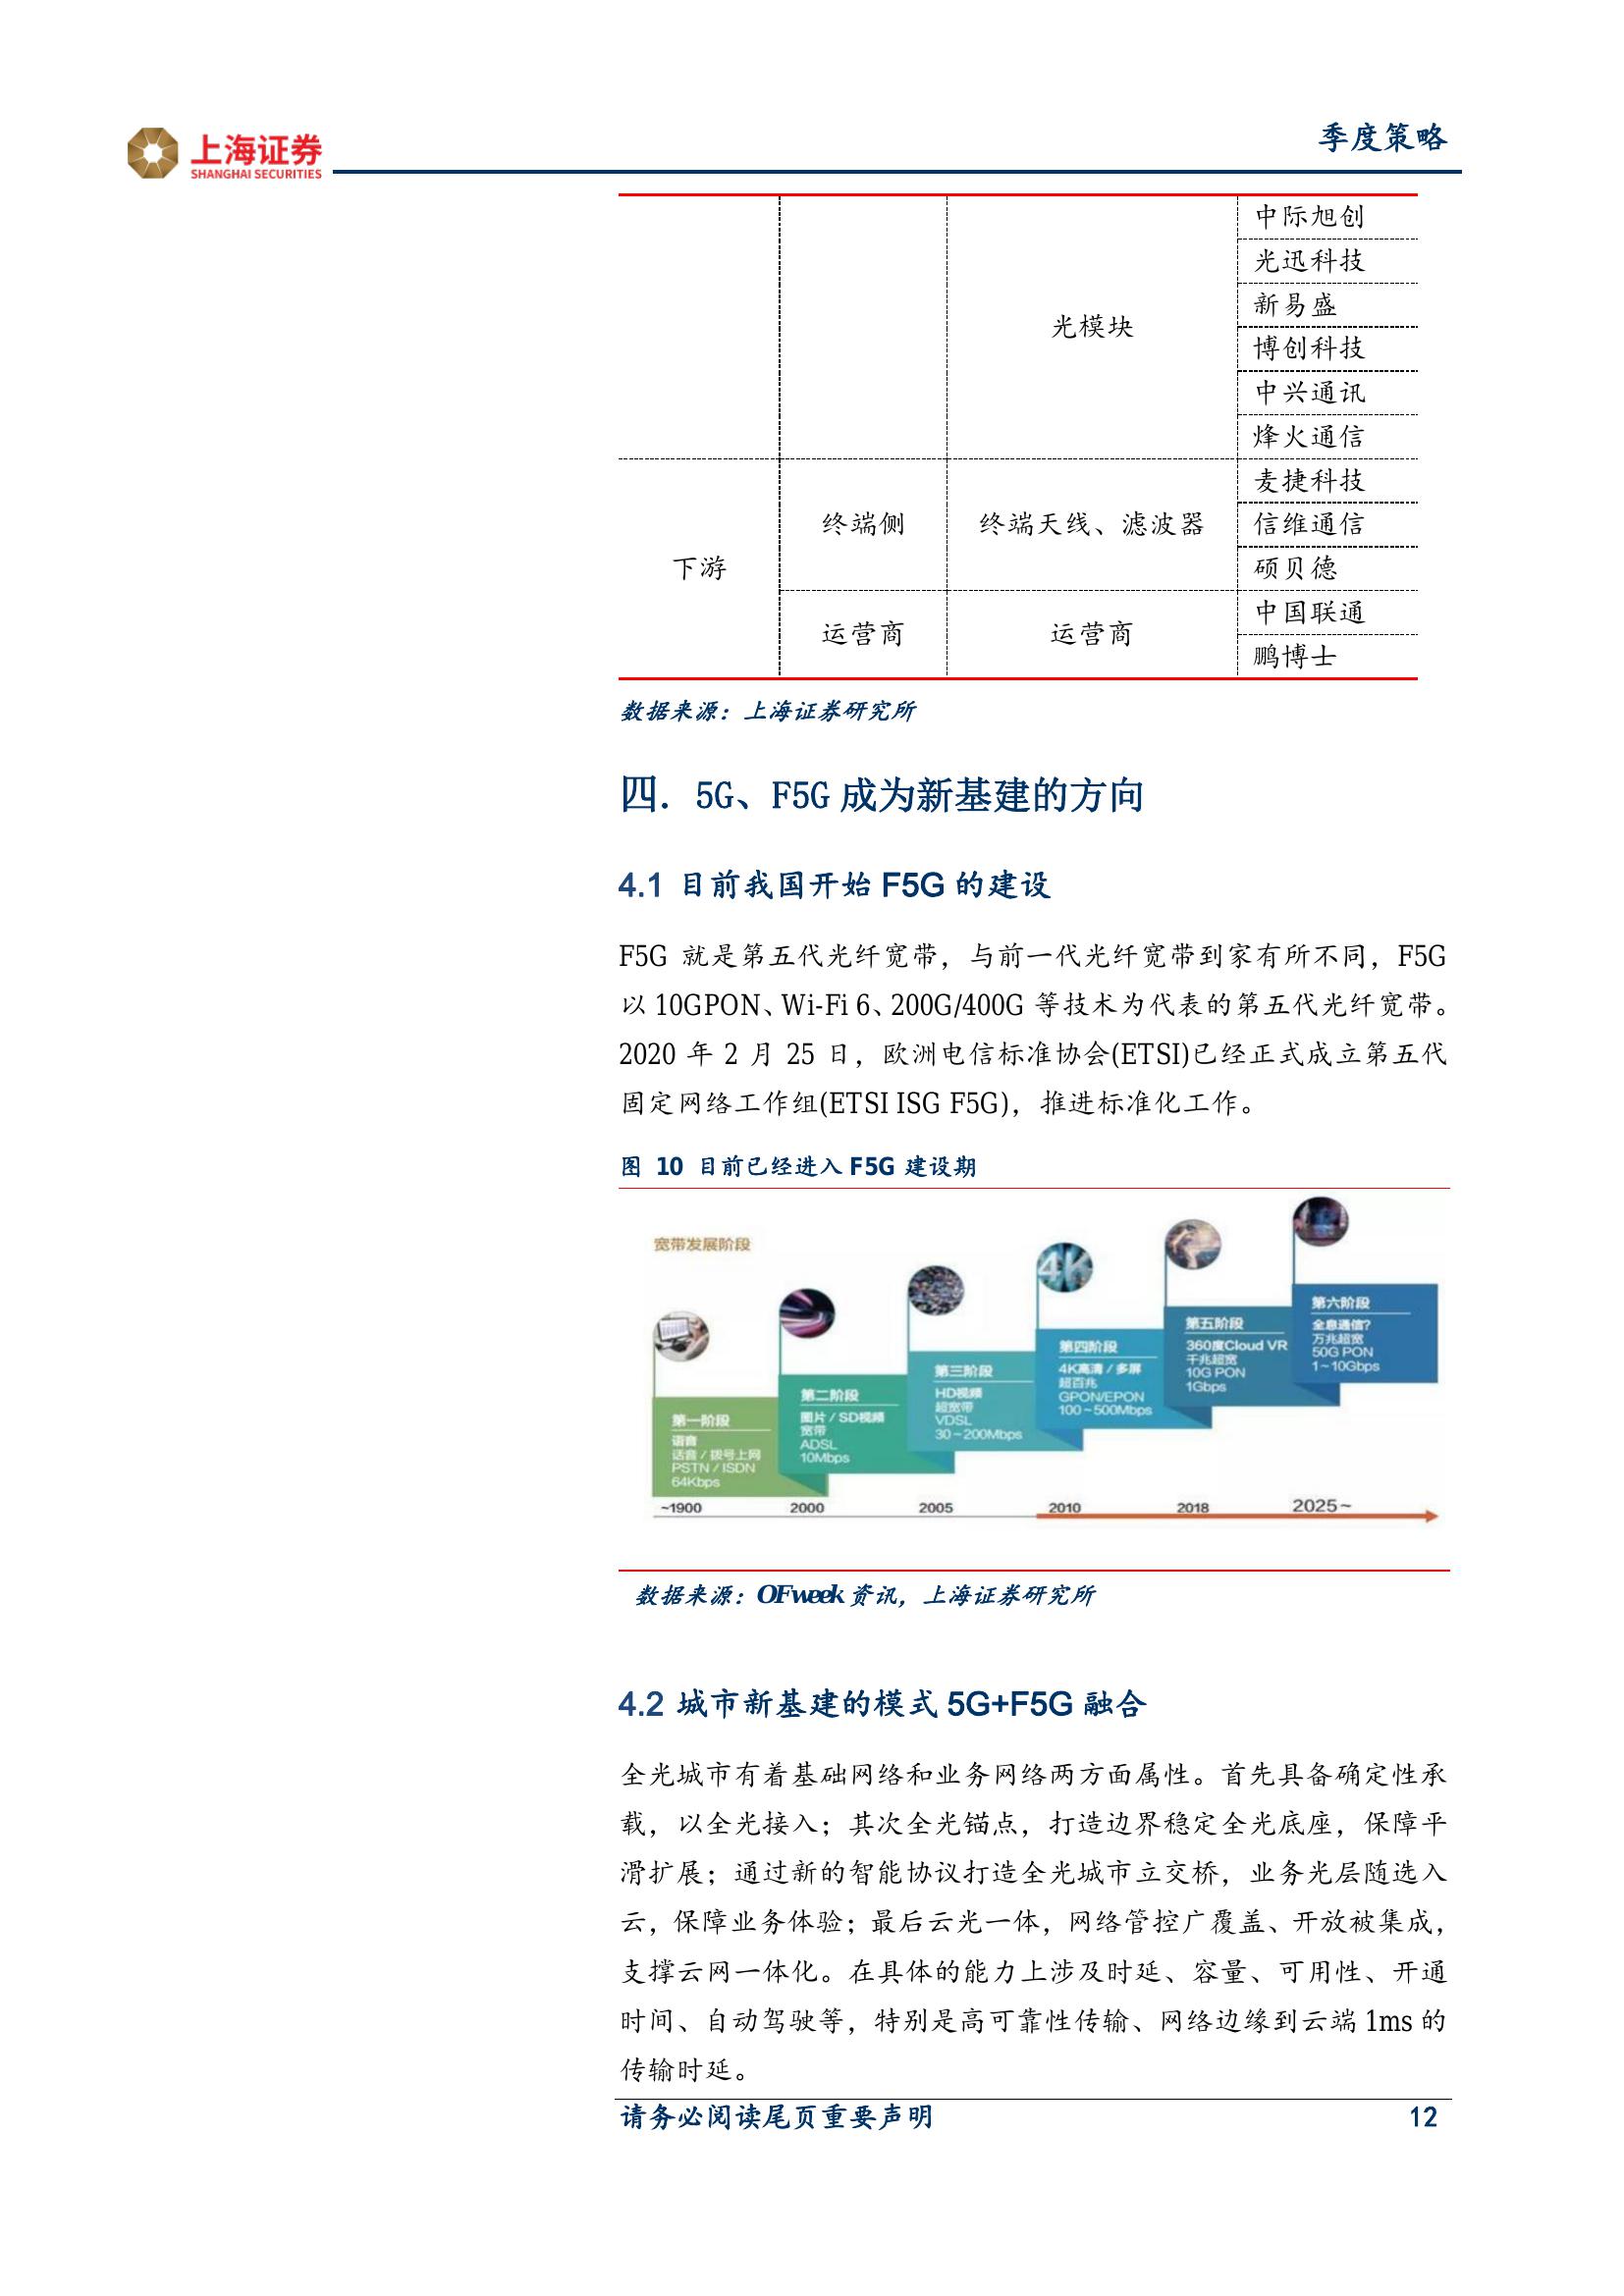 上海证券
SHANGHAI SECURITIES
季度策略
中际旭创
光迅科技
新易盛
光模块
博创科技
中兴通讯
烽火通信
麦捷科技
终端侧
终端天线、滤波器
信维通信
下游
硕贝德
中国联通
运营商
运营商
鹏博士
数据来源：上海证券研究所
四. 5G、F5G 成为新基建的方向
4.1 目前我国开始 F5G 的建设
F5G 就是第五代光纤宽带，与前一代光纤宽带到家有所不同，F5G
以 10GPON、Wi-Fi 6、200G/400G 等技术为代表的第五代光纤宽带。
2020 年 2 月 25 日，欧洲电信标准协会(ETSI)已经正式成立第五代
固定网络工作组(ETSI ISG F5G)，推进标准化工作。
图 10 目前已经进入 F5G 建设期
宽带发展阶段
第一阶段
语音
话音 / 拨号上网
PSTN / ISDN
64Kbps
第二阶段
图片 / SD视频
宽带
ADSL
10Mbps
第三阶段
HD视频
超宽带
VDSL
30~200Mbps
4K
第四阶段
4K高清 / 多屏
超百兆
GPON/EPON
100~500Mbps
第五阶段
360度Cloud VR
千兆超宽
10G PON
1Gbps
第六阶段
全息通信?
万兆超宽
50G PON
1~10Gbps
~1900
2000
2005
2010
2018
2025~
数据来源：OFweek 资讯，上海证券研究所
4.2 城市新基建的模式 5G+F5G 融合
全光城市有着基础网络和业务网络两方面属性。首先具备确定性承
载，以全光接入；其次全光锚点，打造边界稳定全光底座，保障平
滑扩展；通过新的智能协议打造全光城市立交桥，业务光层随选入
云，保障业务体验；最后云光一体，网络管控广覆盖、开放被集成，
支撑云网一体化。在具体的能力上涉及时延、容量、可用性、开通
时间、自动驾驶等，特别是高可靠性传输、网络边缘到云端 1ms 的
传输时延。
请务必阅读尾页重要声明
12